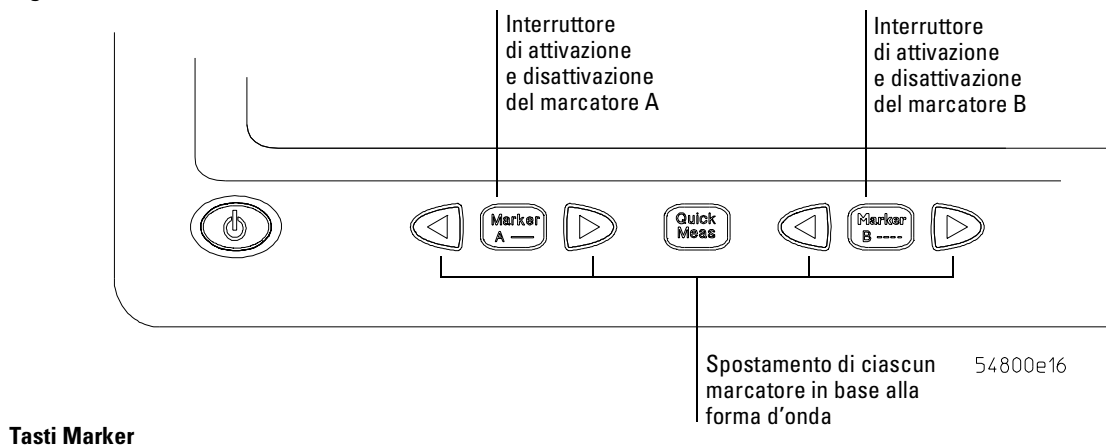 Interruttore
di attivazione
e disattivazione
del marcatore A
Interruttore
di attivazione
e disattivazione
del marcatore B
Marker
A —
Quick
Meas
Marker
B ----
Spostamento di ciascun
marcatore in base alla
forma d'onda
54800e16
Tasti Marker